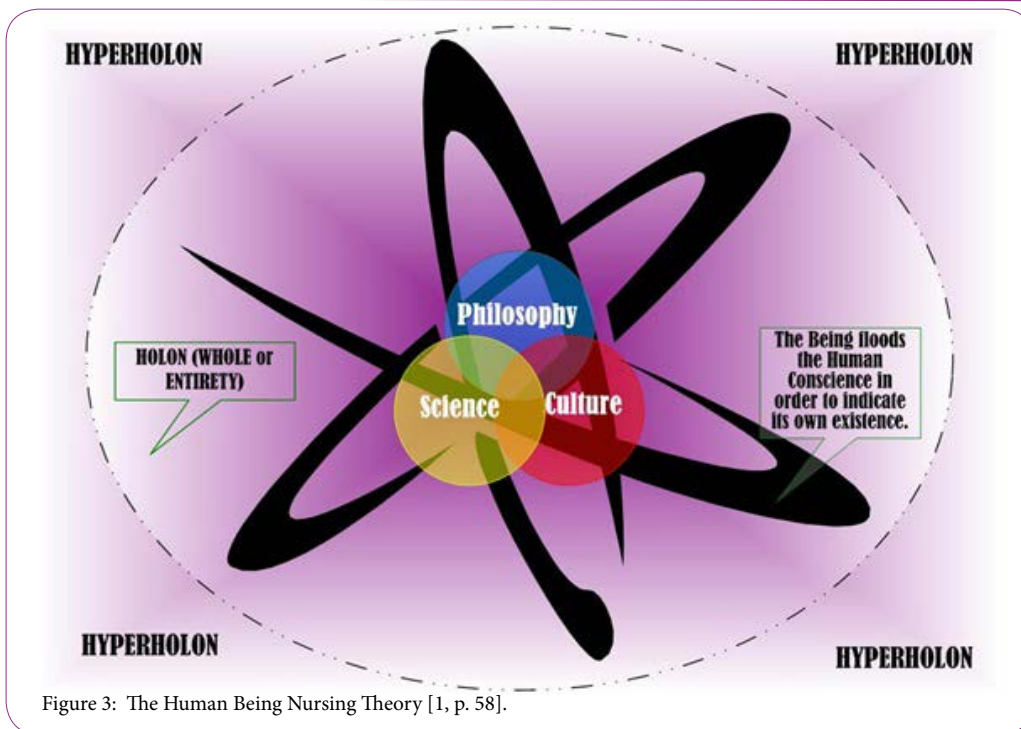 HYPERHOLON
HYPERHOLON
Philosophy
HOLON (WHOLE or
ENTIRETY)
The Being floods
the Human
Conscience in
order to indicate
its own existence.
Science
Culture
HYPERHOLON
HYPERHOLON
Figure 3: The Human Being Nursing Theory [1, p. 58].